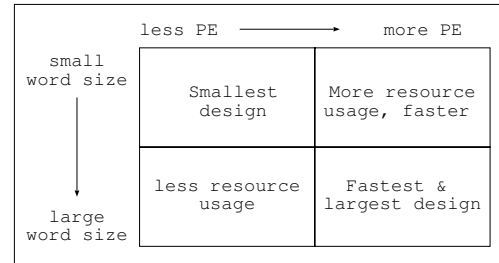 less PE more PE
small
word size
Smallest
design
More resource
usage, faster
less resource
usage
Fastest &
largest design
large
word size